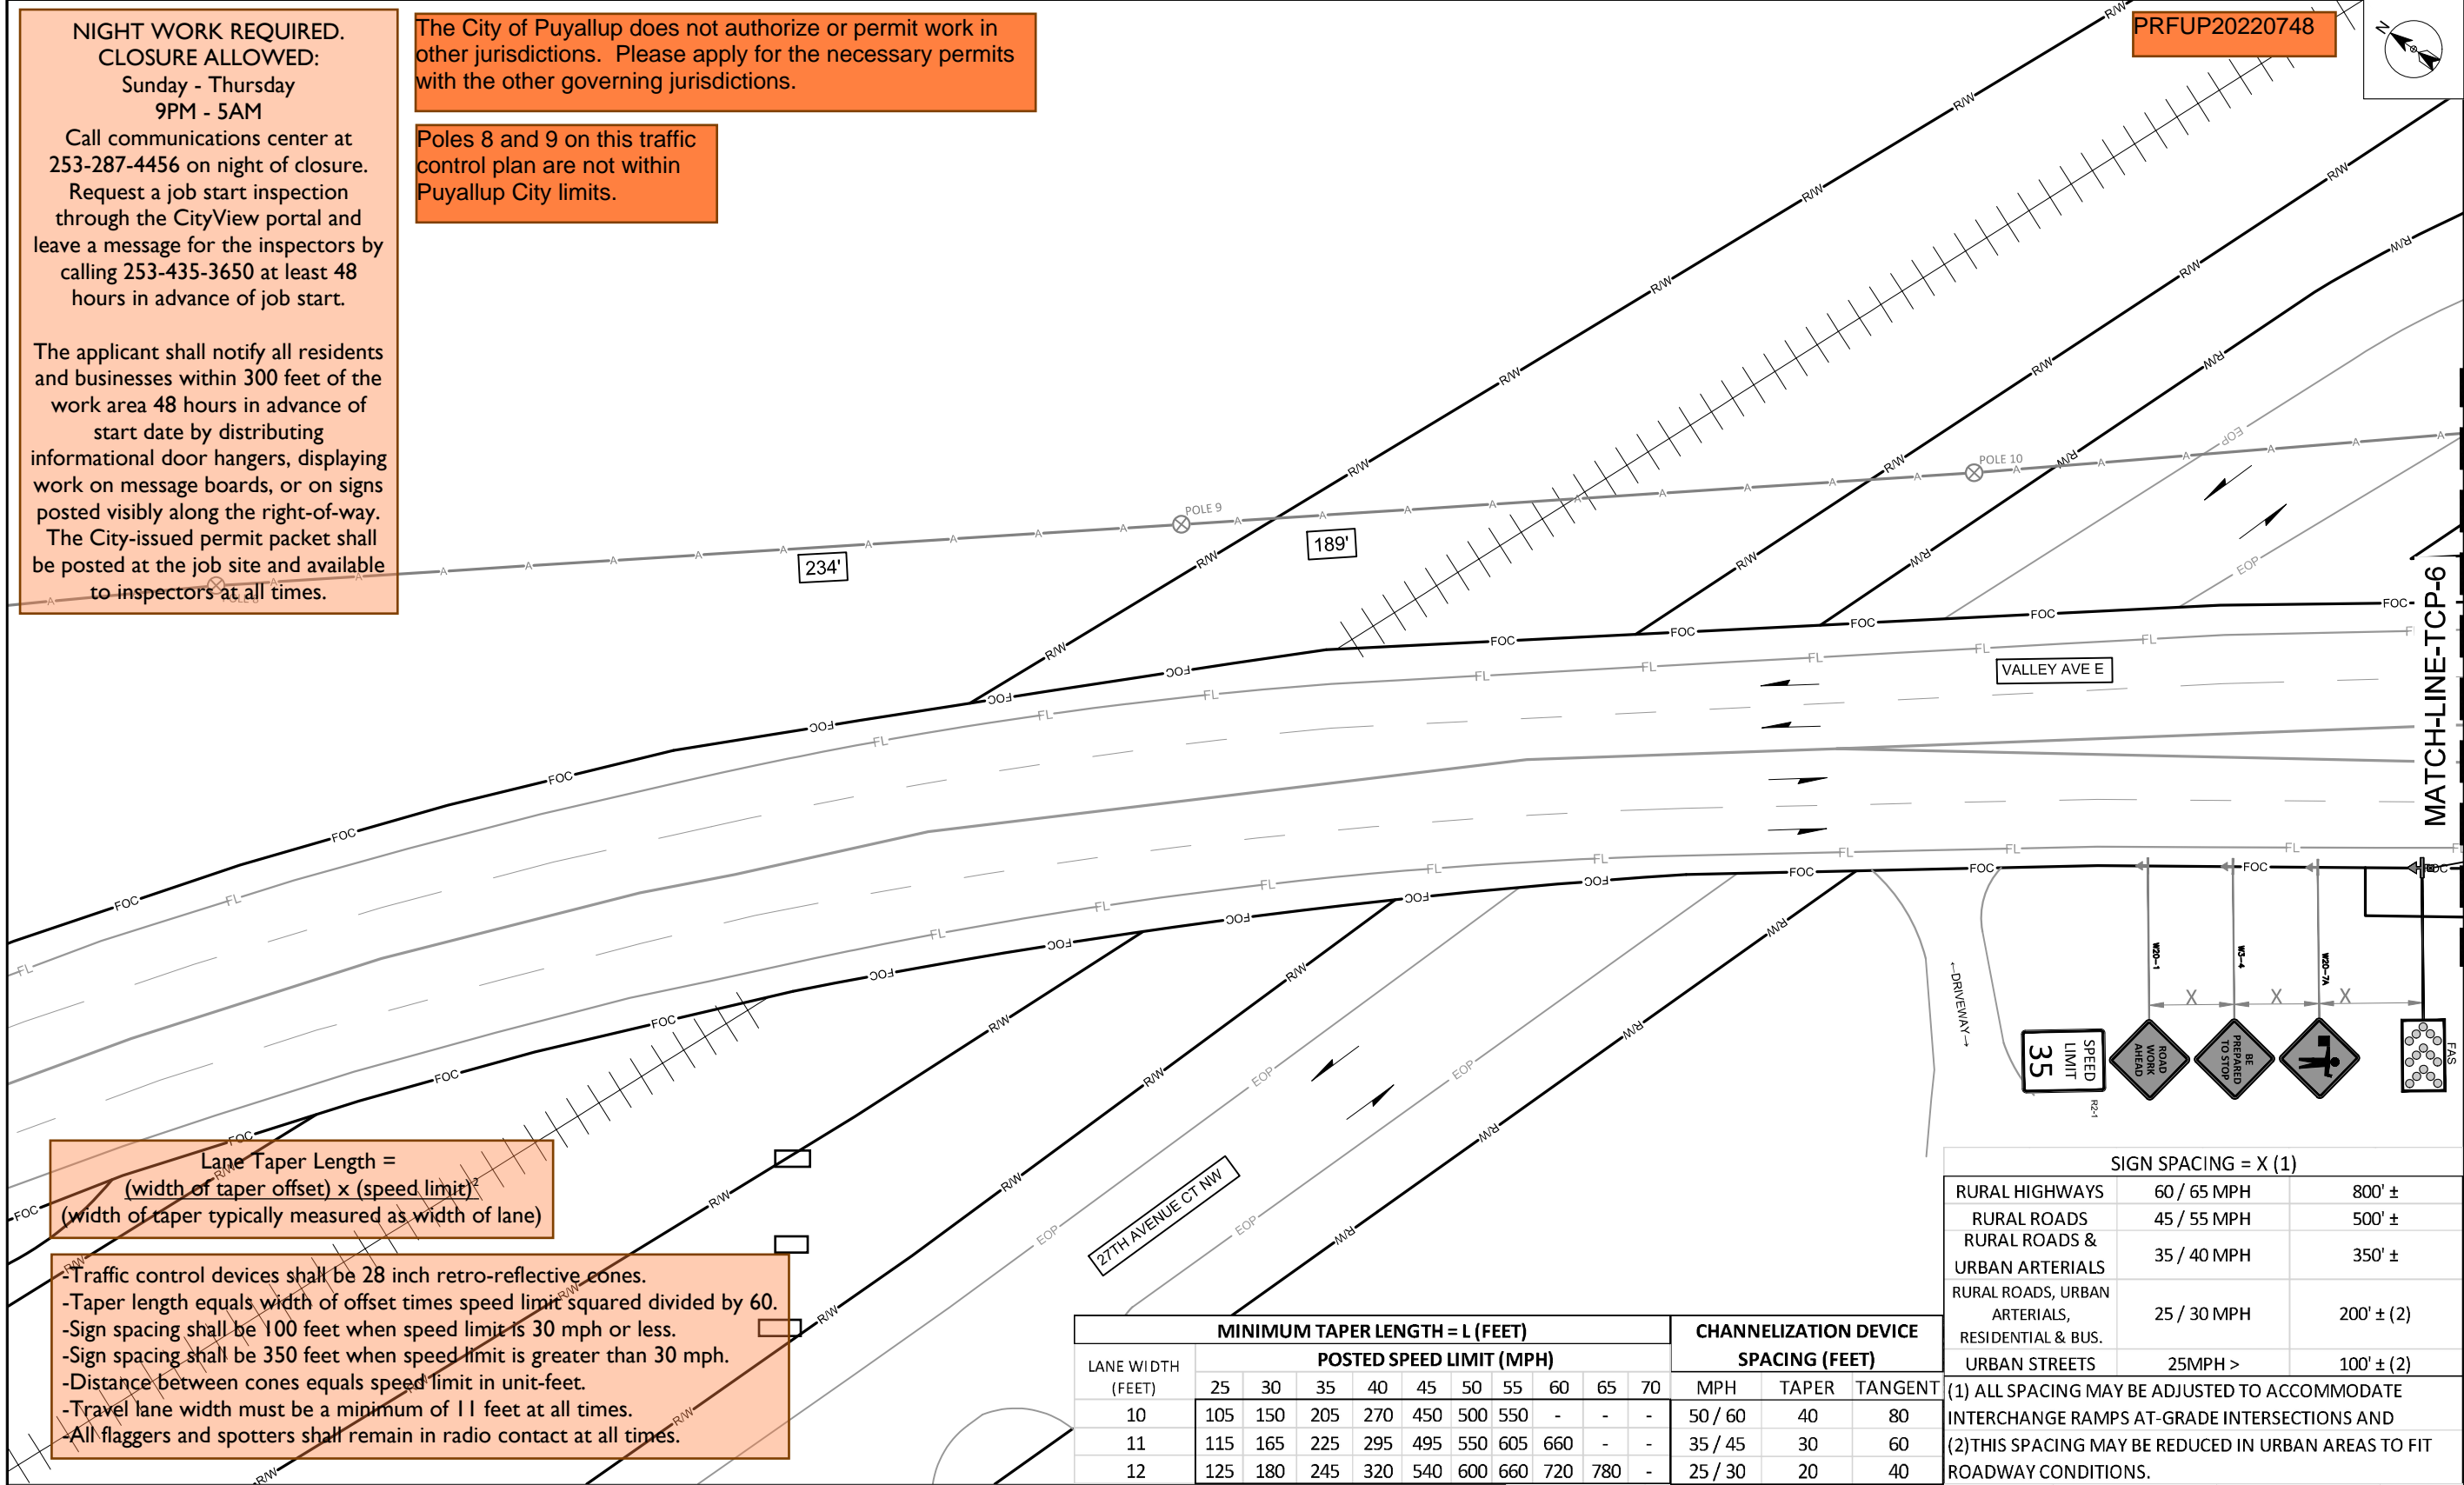 NIGHT WORK REQUIRED.
CLOSURE ALLOWED:
Sunday - Thursday
9PM - 5AM
Call communications center at
253-287-4456 on night of closure.
Request a job start inspection
through the CityView portal and
leave a message for the inspectors by
calling 253-435-3650 at least 48
hours in advance of job start.
The applicant shall notify all residents
and businesses within 300 feet of the
work area 48 hours in advance of
start date by distributing
informational door hangers, displaying
work on message boards, or on signs
posted visibly along the right-of-way.
The City-issued permit packet shall
be posted at the job site and available
to inspectors at all times.
The City of Puyallup does not authorize or permit work in
other jurisdictions.  Please apply for the necessary permits
with the other governing jurisdictions.
Poles 8 and 9 on this traffic
control plan are not within
Puyallup City limits.
PRFUP20220748
N
POLE 9
POLE 10
234'
189'
VALLEY AVE E
MATCH-LINE-TCP-6
R/W
FOC
FL
A
EOP
27TH AVENUE CT NW
←DRIVEWAY→
W20-1
W3-4
W20-7A
X
X
X
SPEED
LIMIT
35
R2-1
ROAD
WORK
AHEAD
BE
PREPARED
TO STOP
FAS
Lane Taper Length =
(width of taper offset) x (speed limit)²
(width of taper typically measured as width of lane)
-Traffic control devices shall be 28 inch retro-reflective cones.
-Taper length equals width of offset times speed limit squared divided by 60.
-Sign spacing shall be 100 feet when speed limit is 30 mph or less.
-Sign spacing shall be 350 feet when speed limit is greater than 30 mph.
-Distance between cones equals speed limit in unit-feet.
-Travel lane width must be a minimum of 11 feet at all times.
-All flaggers and spotters shall remain in radio contact at all times.
MINIMUM TAPER LENGTH = L (FEET)
LANE WIDTH (FEET)
POSTED SPEED LIMIT (MPH)
25 30 35 40 45 50 55 60 65 70
10 105 150 205 270 450 500 550 - - -
11 115 165 225 295 495 550 605 660 - -
12 125 180 245 320 540 600 660 720 780 -
CHANNELIZATION DEVICE
SPACING (FEET)
MPH TAPER TANGENT
50 / 60 40 80
35 / 45 30 60
25 / 30 20 40
SIGN SPACING = X (1)
RURAL HIGHWAYS 60 / 65 MPH 800' ±
RURAL ROADS 45 / 55 MPH 500' ±
RURAL ROADS &
URBAN ARTERIALS 35 / 40 MPH 350' ±
RURAL ROADS, URBAN
ARTERIALS, 25 / 30 MPH 200' ± (2)
RESIDENTIAL & BUS.
URBAN STREETS 25MPH > 100' ± (2)
(1) ALL SPACING MAY BE ADJUSTED TO ACCOMMODATE
INTERCHANGE RAMPS AT-GRADE INTERSECTIONS AND
(2)THIS SPACING MAY BE REDUCED IN URBAN AREAS TO FIT
ROADWAY CONDITIONS.